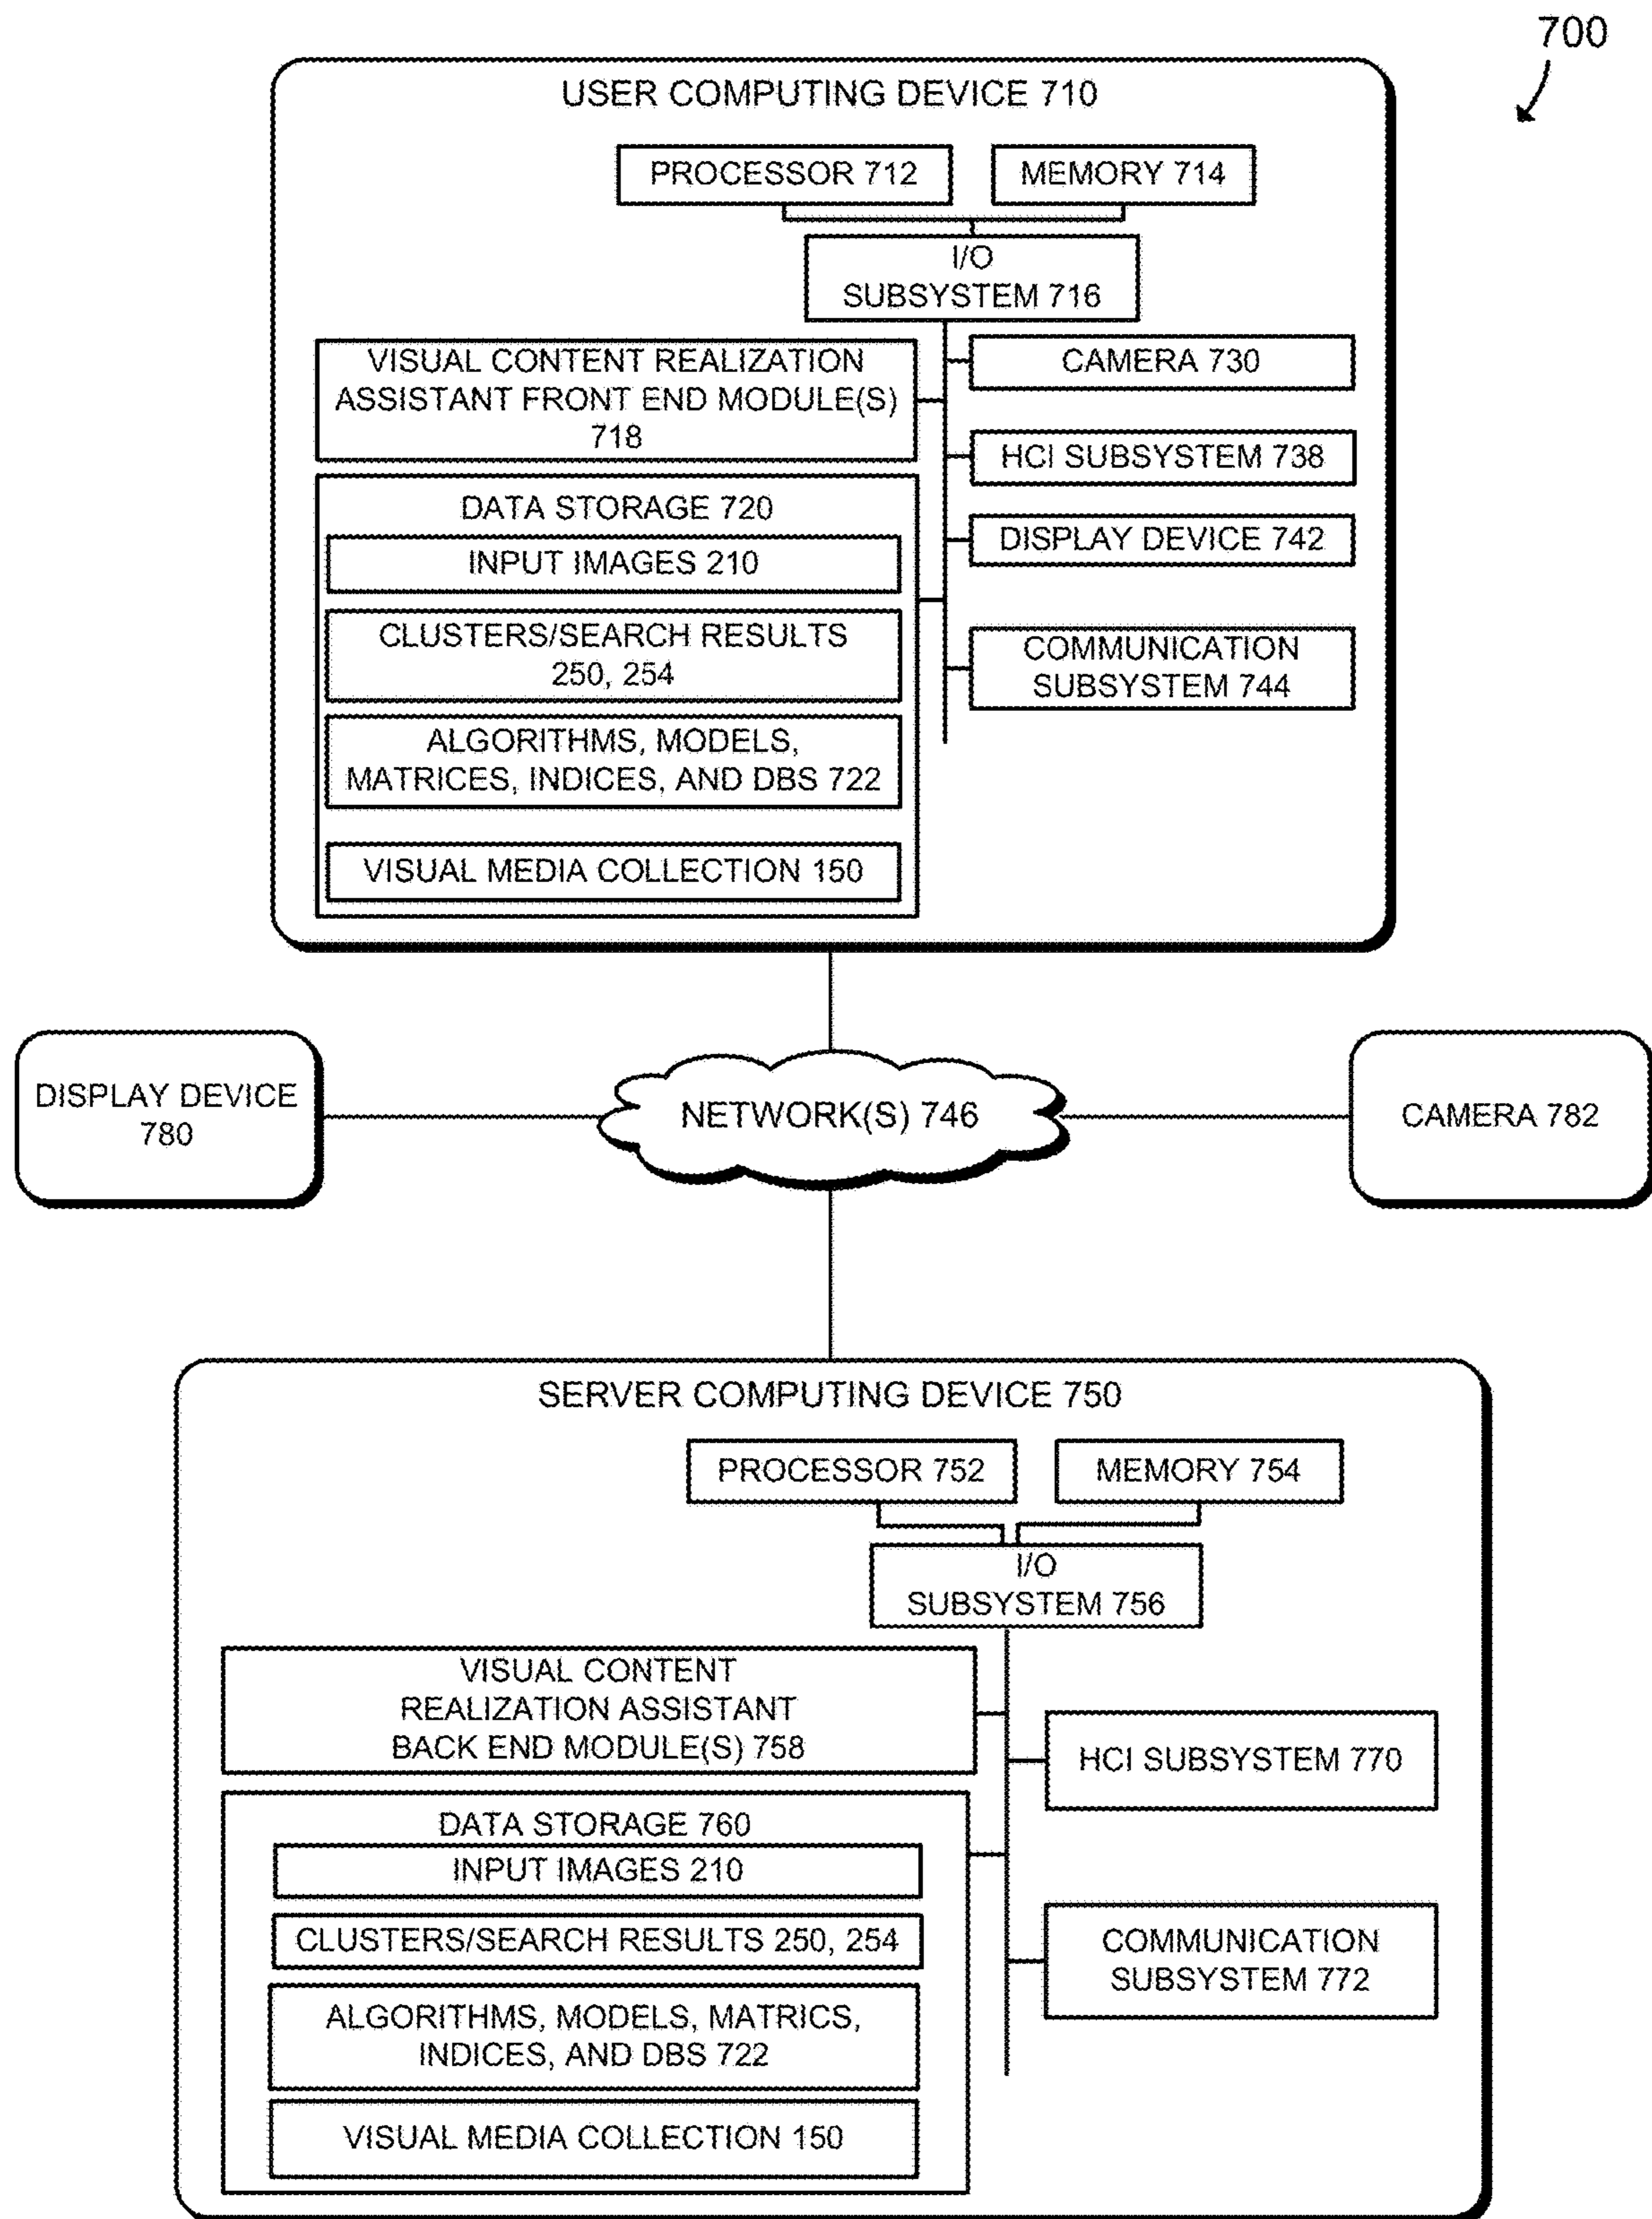 700
USER COMPUTING DEVICE 710
PROCESSOR 712
MEMORY 714
I/O
SUBSYSTEM 716
VISUAL CONTENT REALIZATION
ASSISTANT FRONT END MODULE(S)
718
CAMERA 730
HCI SUBSYSTEM 738
DISPLAY DEVICE 742
COMMUNICATION
SUBSYSTEM 744
DATA STORAGE 720
INPUT IMAGES 210
CLUSTERS/SEARCH RESULTS
250, 254
ALGORITHMS, MODELS,
MATRICES, INDICES, AND DBS 722
VISUAL MEDIA COLLECTION 150
DISPLAY DEVICE
780
NETWORK(S) 746
CAMERA 782
SERVER COMPUTING DEVICE 750
PROCESSOR 752
MEMORY 754
I/O
SUBSYSTEM 756
VISUAL CONTENT
REALIZATION ASSISTANT
BACK END MODULE(S) 758
HCI SUBSYSTEM 770
COMMUNICATION
SUBSYSTEM 772
DATA STORAGE 760
INPUT IMAGES 210
CLUSTERS/SEARCH RESULTS 250, 254
ALGORITHMS, MODELS, MATRICS,
INDICES, AND DBS 722
VISUAL MEDIA COLLECTION 150